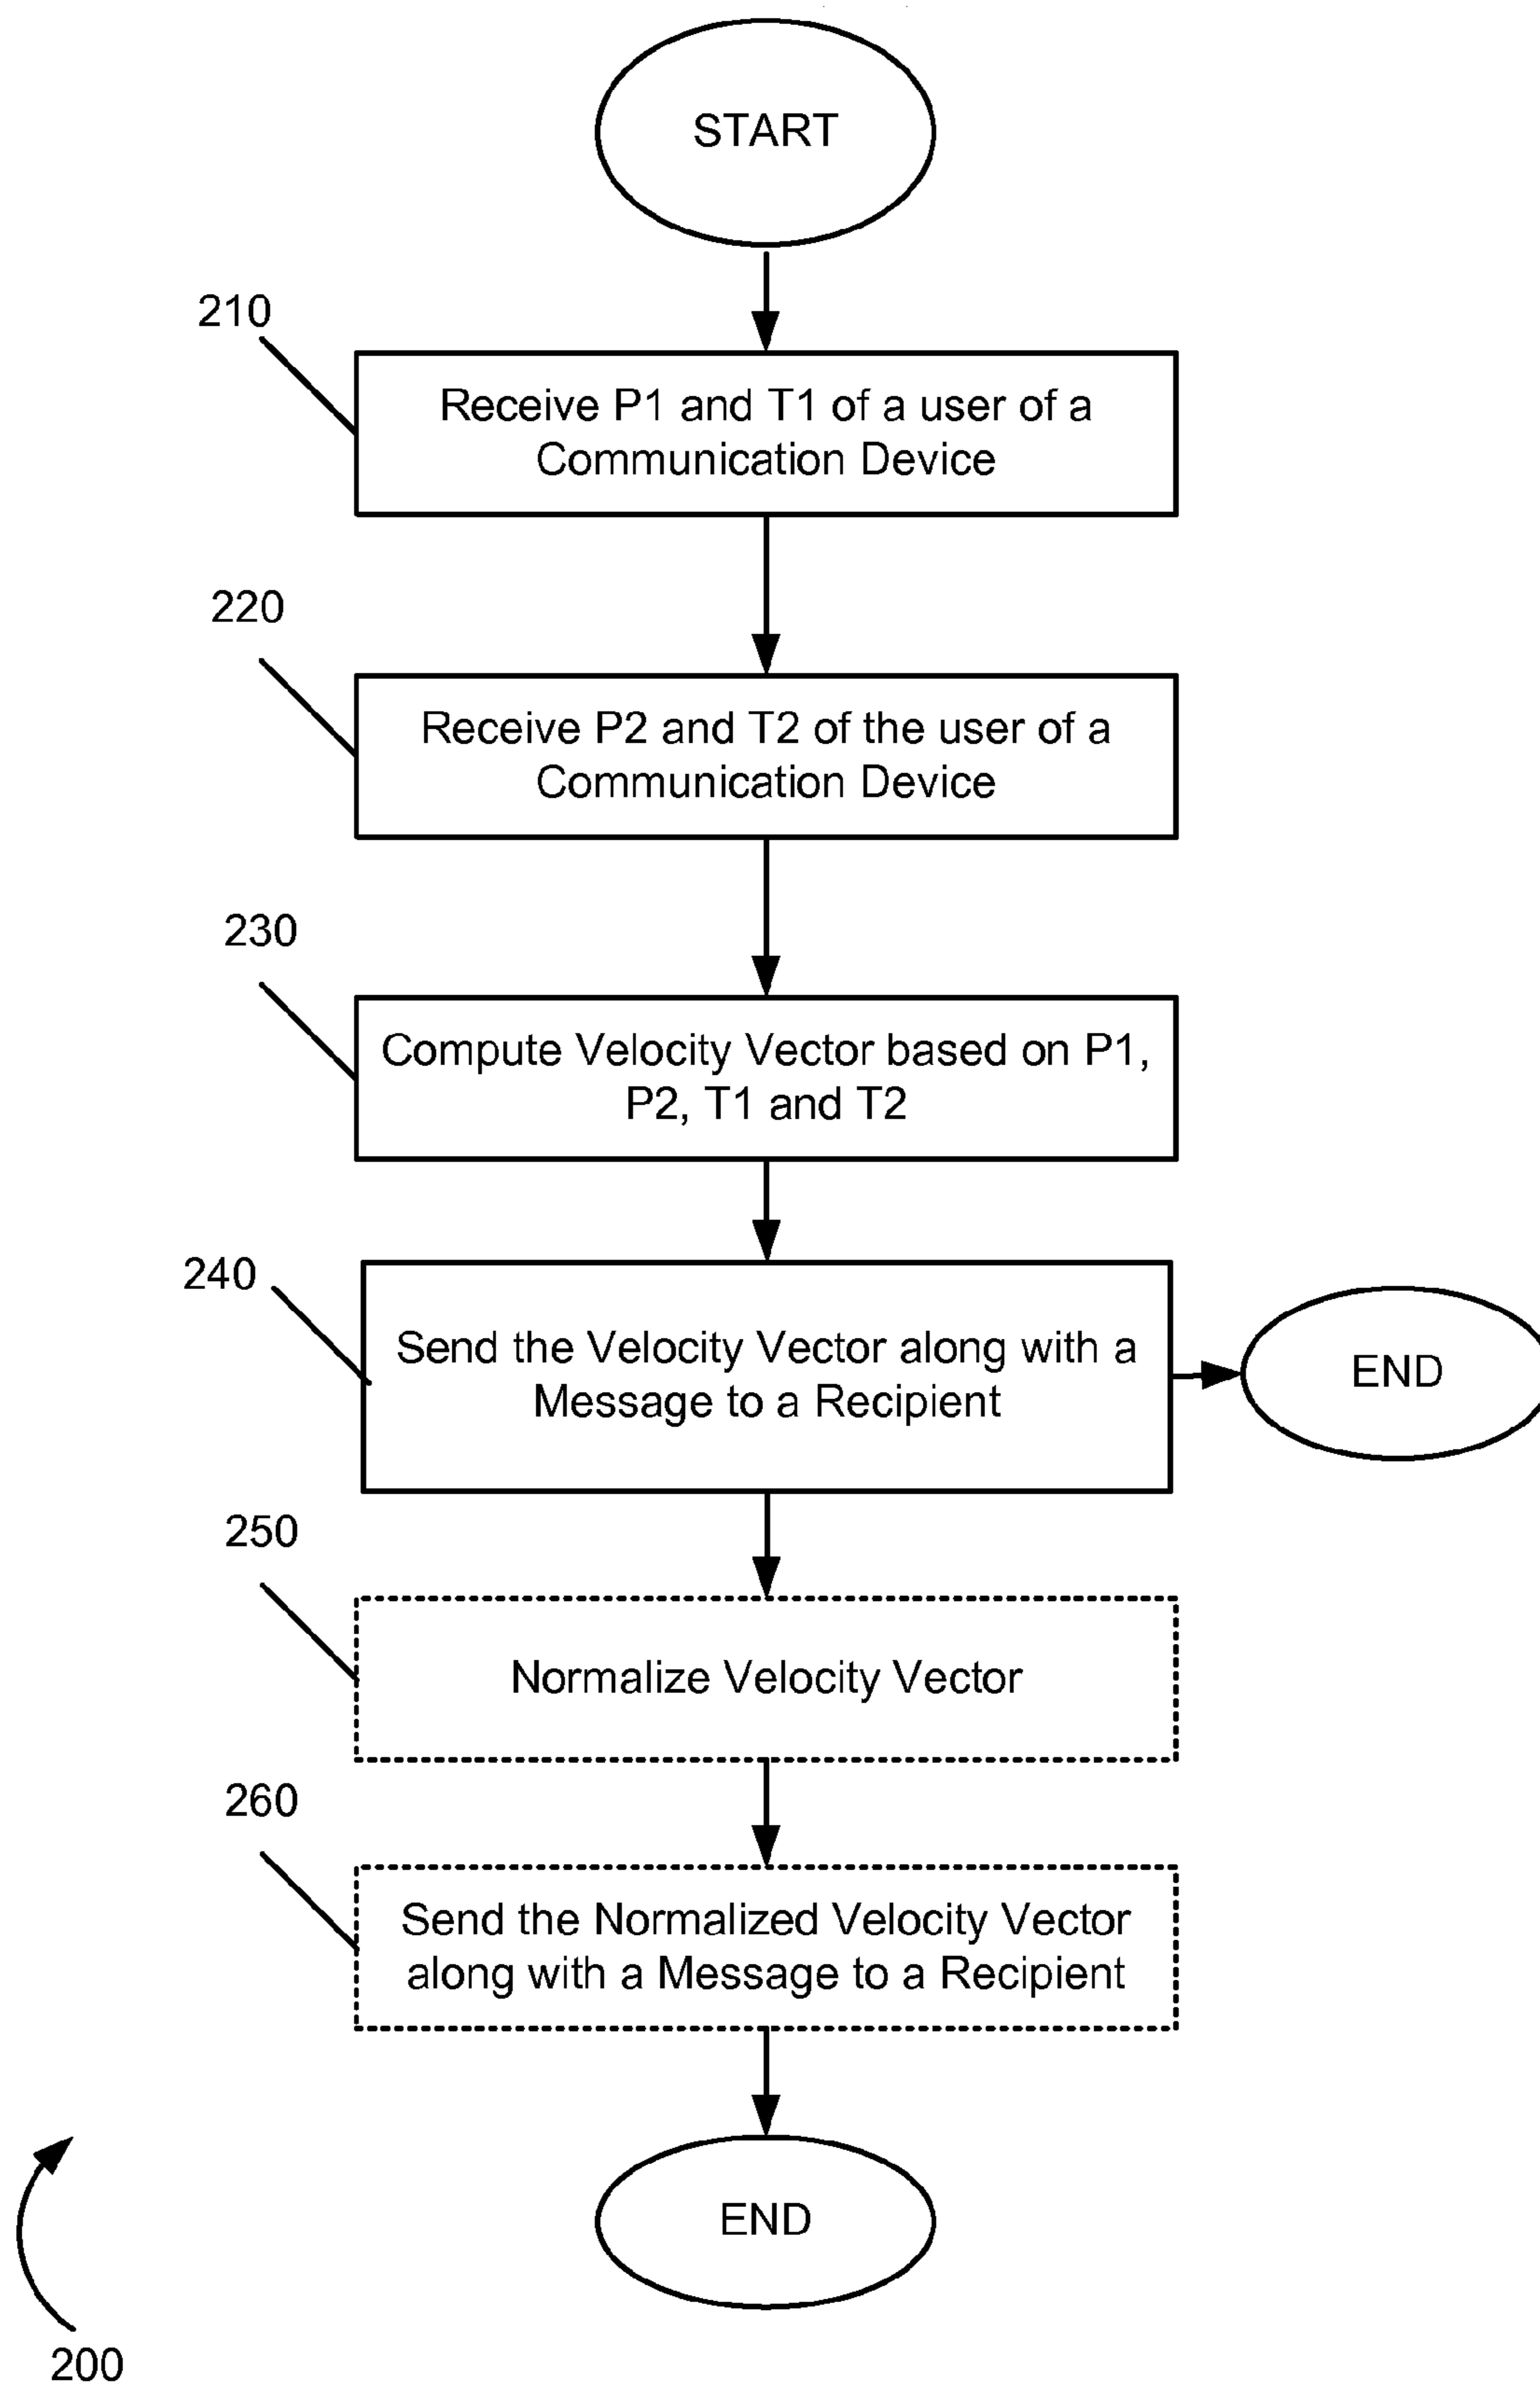 START
210
Receive P1 and T1 of a user of a
Communication Device
220
Receive P2 and T2 of the user of a
Communication Device
230
Compute Velocity Vector based on P1,
P2, T1 and T2
240
Send the Velocity Vector along with a
Message to a Recipient
END
250
Normalize Velocity Vector
260
Send the Normalized Velocity Vector
along with a Message to a Recipient
END
200